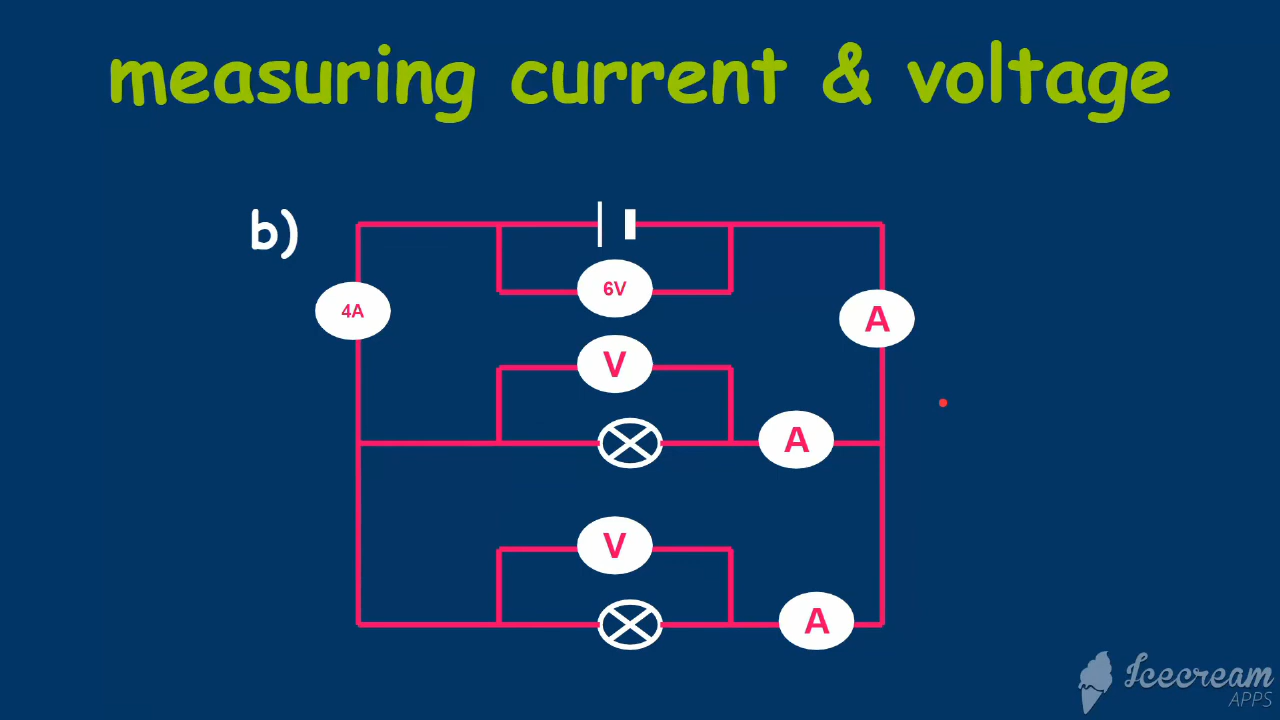 measuring current & voltage
b)
6V
4A
A
V
A
V
A
Icecream
APPS